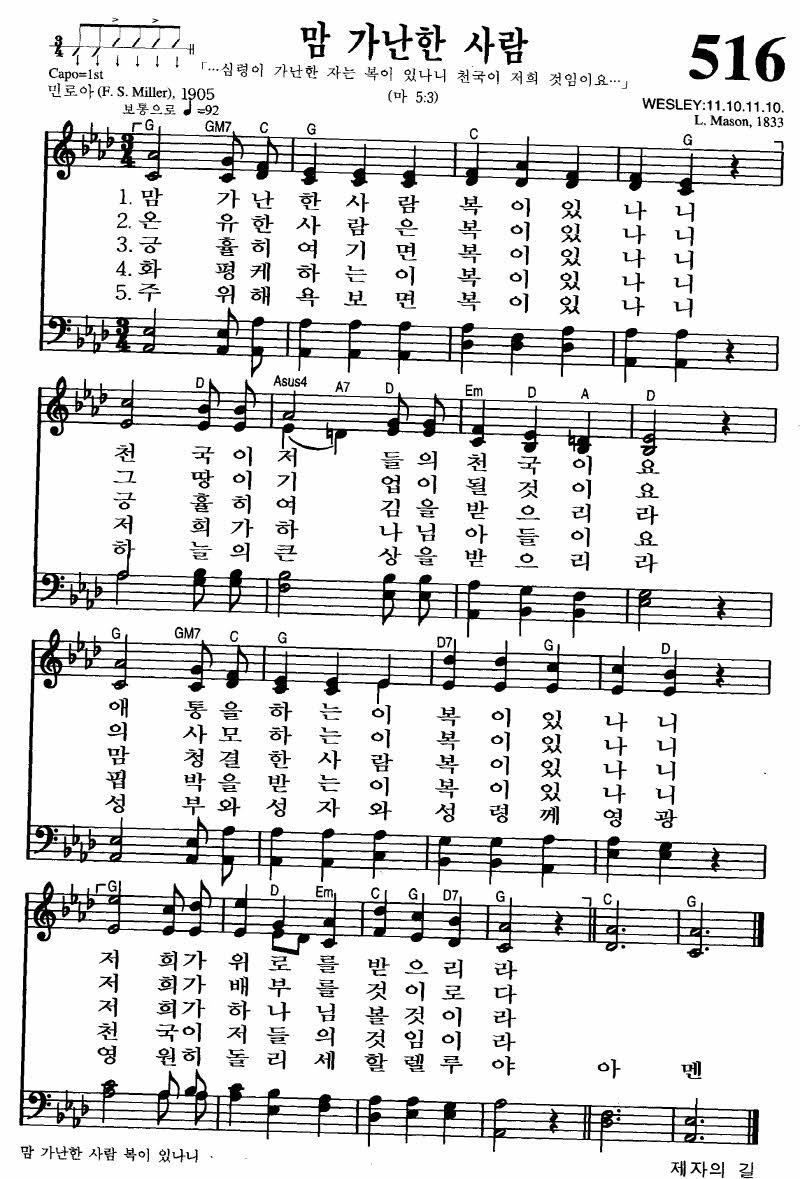 맘 가난한 사람
516
「…심령이 가난한 자는 복이 있나니 천국이 저희 것임이요…」
(마 5:3)
Capo=1st
민로아(F. S. Miller), 1905
보통으로 ♩=92
WESLEY:11.10.11.10.
L. Mason, 1833
G GM7 C G C G
1. 맘 가난한사람 복이있나니
2. 온 유한사람은 복이있나니
3. 긍 휼히여기면 복이있나니
4. 화 평케하는이 복이있나니
5. 주 위해욕보면 복이있나니
D Asus4 A7 D Em D A D
천 국이저 들의천국이요
그 땅이기 업이될것이요
긍 휼히여 김을받으리라
저 희가하 나님아들이요
하 늘의큰 상을받으리라
G GM7 C G D7 G D
애 통을하는이 복이있나니
의 사모하는이 복이있나니
맘 청결한사람 복이있나니
핍 박을받는이 복이있나니
성 부와성자와 성령께영광
G D Em C G D7 G C G
저 희가위로를받으리라
저 희가배부를것이로다
저 희가하나님볼것이라
천 국이저들의것임이라
영 원히돌리세할렐루야 아멘
맘 가난한 사람 복이 있나니
제자의 길